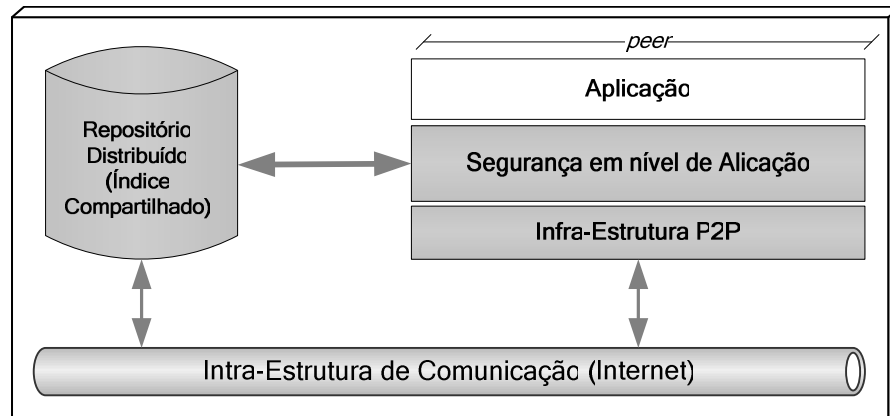 peer
Aplicação
Repositório
Distribuído
(Índice
Compartilhado)
Segurança em nível de Alicação
Infra-Estrutura P2P
Intra-Estrutura de Comunicação (Internet)